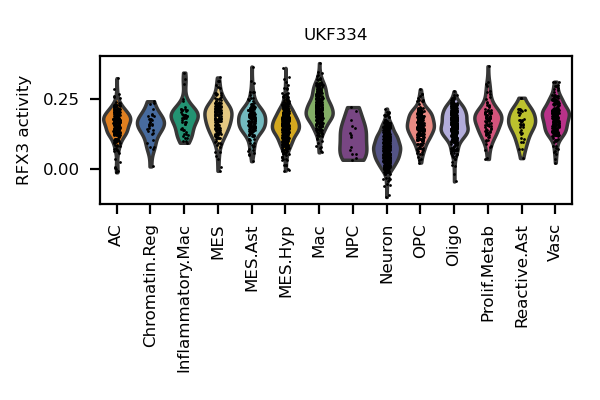 UKF334
RFX3 activity
0.25
0.00
AC
Chromatin.Reg
Inflammatory.Mac
MES
MES.Ast
MES.Hyp
Mac
NPC
Neuron
OPC
Oligo
Prolif.Metab
Reactive.Ast
Vasc